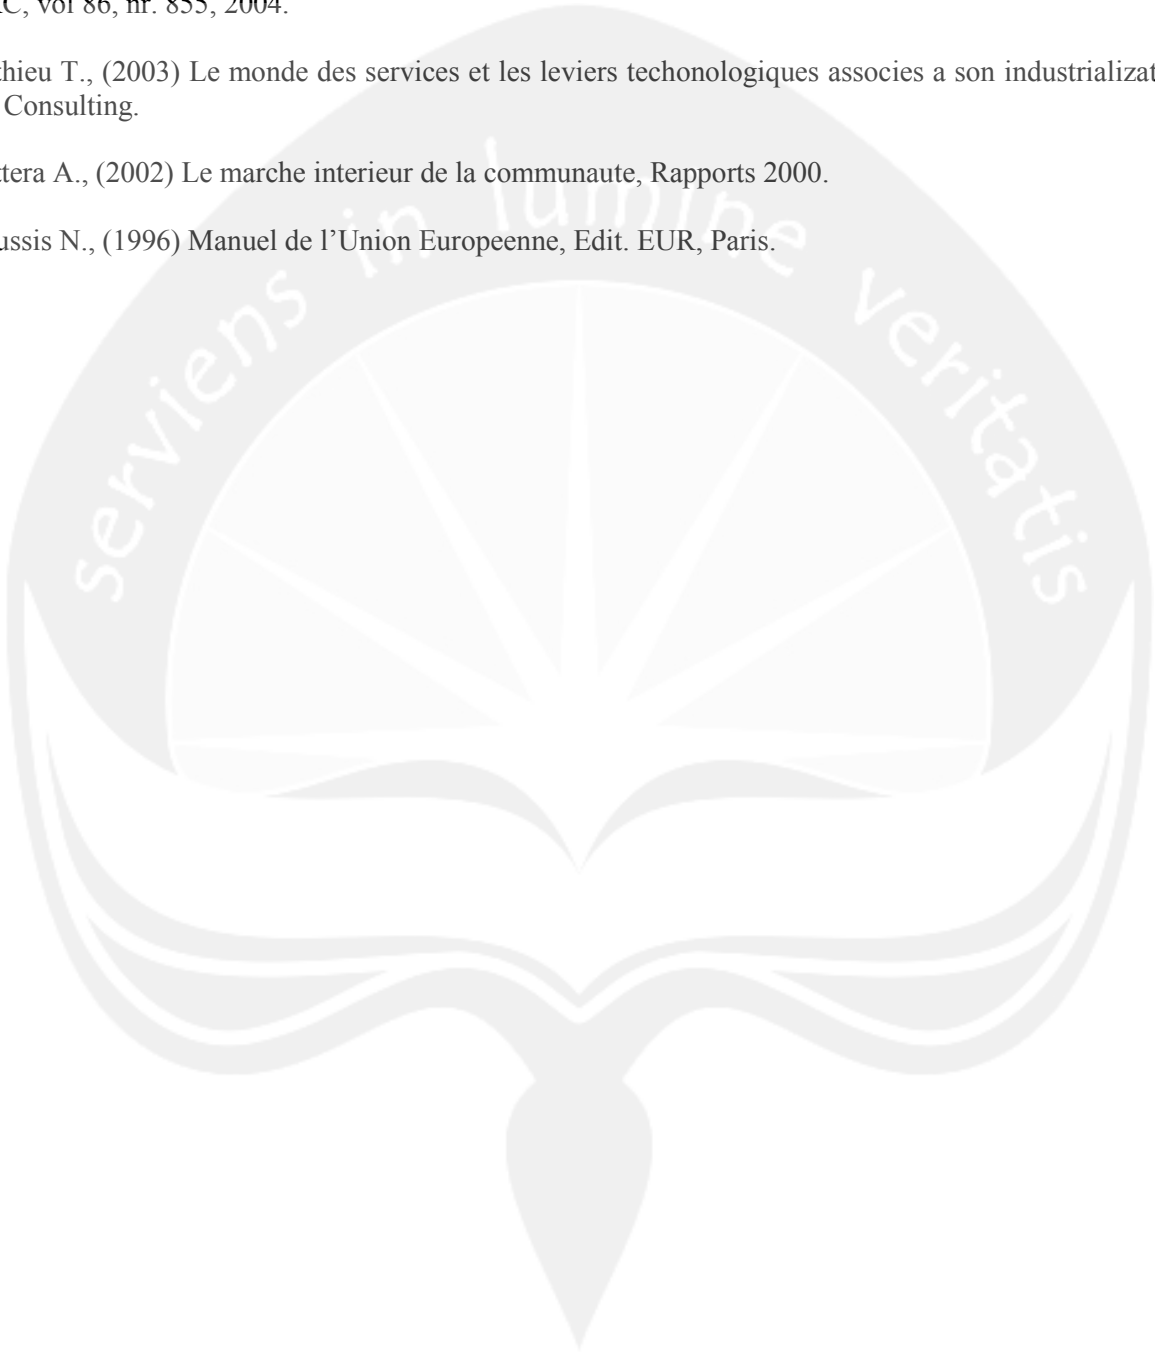 C, vol 86, nr. 855, 2004.
thieu T., (2003) Le monde des services et les leviers techonologiques associes a son industrializat
Consulting.
ttera A., (2002) Le marche interieur de la communaute, Rapports 2000.
ussis N., (1996) Manuel de l’Union Europeenne, Edit. EUR, Paris.
serviens in lumine veritatis